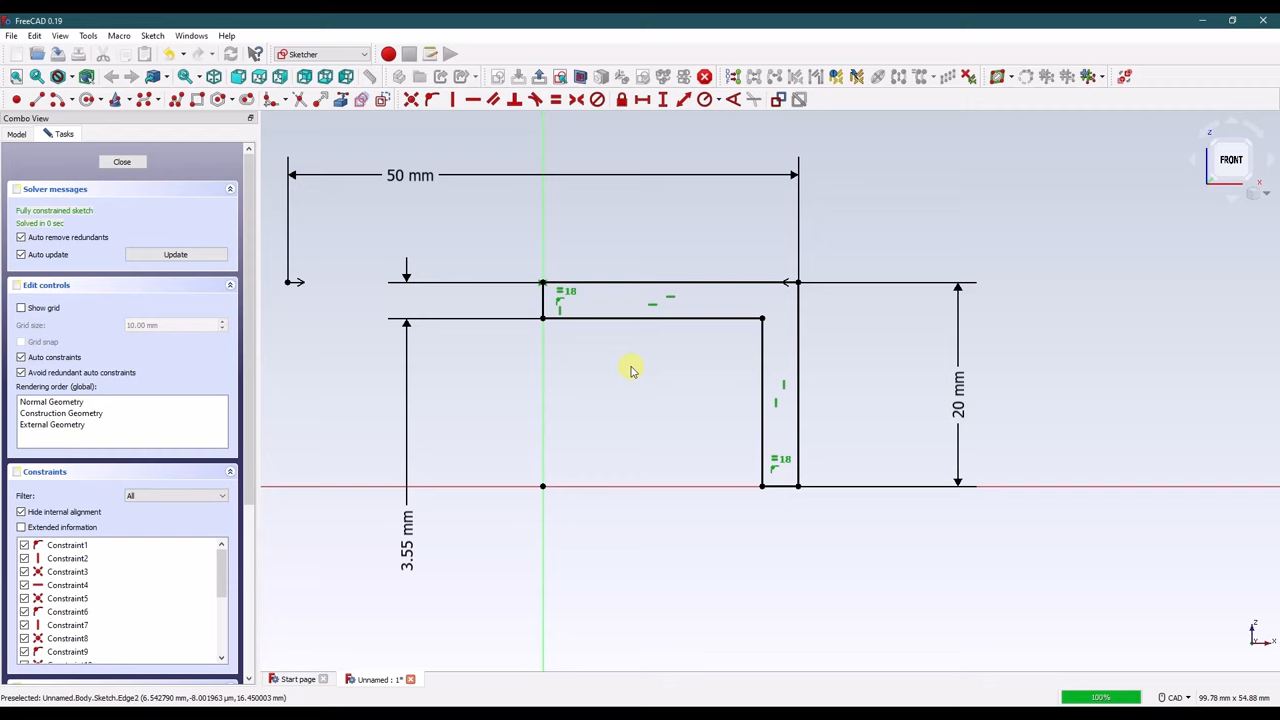 FreeCAD 0.19
File Edit View Tools Macro Sketch Windows Help
Sketcher
Combo View
Model Tasks
Close
Solver messages
Fully constrained sketch
Solved in 0 sec
Auto remove redundants
Auto update Update
Edit controls
Show grid
Grid size: 10.00 mm
Grid snap
Auto constraints
Avoid redundant auto constraints
Rendering order (global):
Normal Geometry
Construction Geometry
External Geometry
Constraints
Filter: All
Hide internal alignment
Extended information
Constraint1
Constraint2
Constraint3
Constraint4
Constraint5
Constraint6
Constraint7
Constraint8
Constraint9
50 mm
18
18
3.55 mm
20 mm
FRONT
z
x
z
x
Start page
Unnamed : 1*
Preselected: Unnamed.Body.Sketch.Edge2 (6.542790 mm,-8.001963 µm,16.450003 mm)
100%
CAD
99.78 mm x 54.88 mm